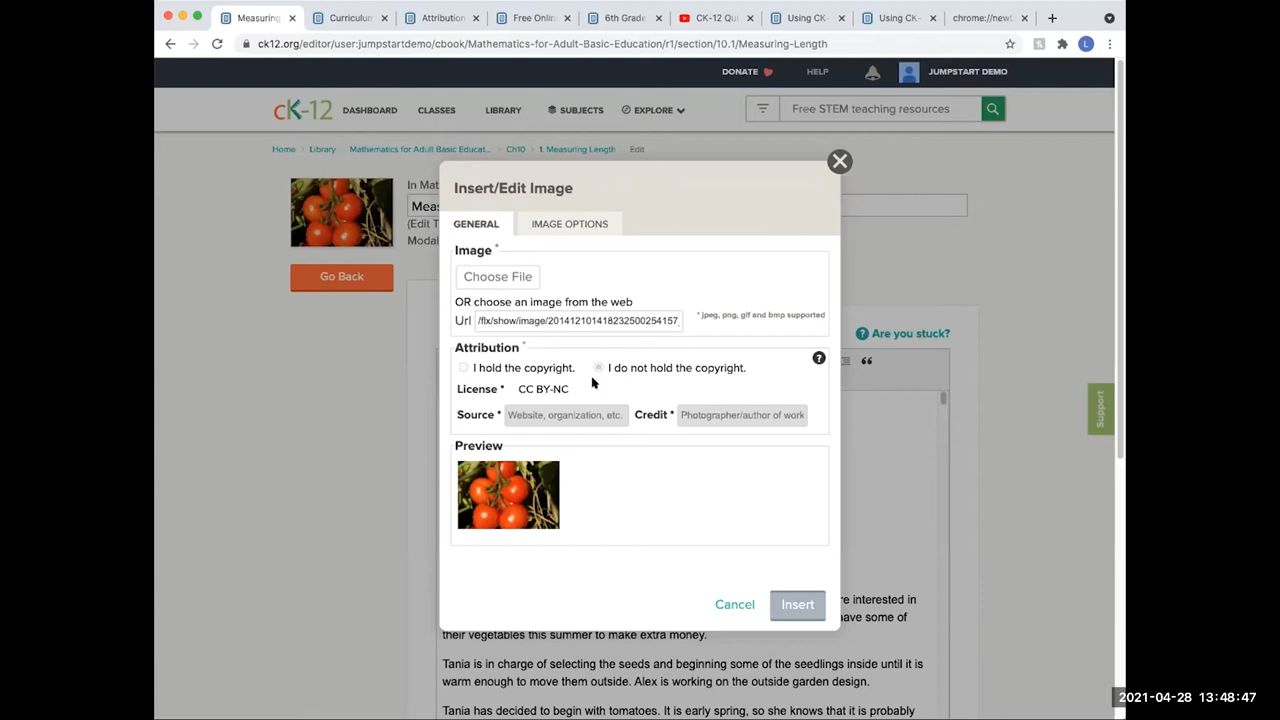 Measuring
Curriculum
Attribution
Free Onlin
6th Grade
CK-12 Qu
Using CK-
Using CK-
chrome://newt
ck12.org/editor/user:jumpstartdemo/cbook/Mathematics-for-Adult-Basic-Education/r1/section/10.1/Measuring-Length
L
DONATE HELP JUMPSTART DEMO
cK-12 DASHBOARD CLASSES LIBRARY SUBJECTS EXPLORE Free STEM teaching resources
Home Library Mathematics for Adult Basic Educat... Ch10 1. Measuring Length Edit
In Mat
Meas
(Edit T
Modal
Go Back
Are you stuck?
Support
Insert/Edit Image
GENERAL IMAGE OPTIONS
Image *
Choose File
OR choose an image from the web
Url /flx/show/image/201412101418232500254157. * jpeg, png, gif and bmp supported
Attribution *
I hold the copyright. I do not hold the copyright.
License * CC BY-NC
Source * Website, organization, etc. Credit * Photographer/author of work
Preview
Cancel Insert
re interested in
have some of
their vegetables this summer to make extra money.
Tania is in charge of selecting the seeds and beginning some of the seedlings inside until it is
warm enough to move them outside. Alex is working on the outside garden design.
Tania has decided to begin with tomatoes. It is early spring, so she knows that it is probably
2021-04-28 13:48:47